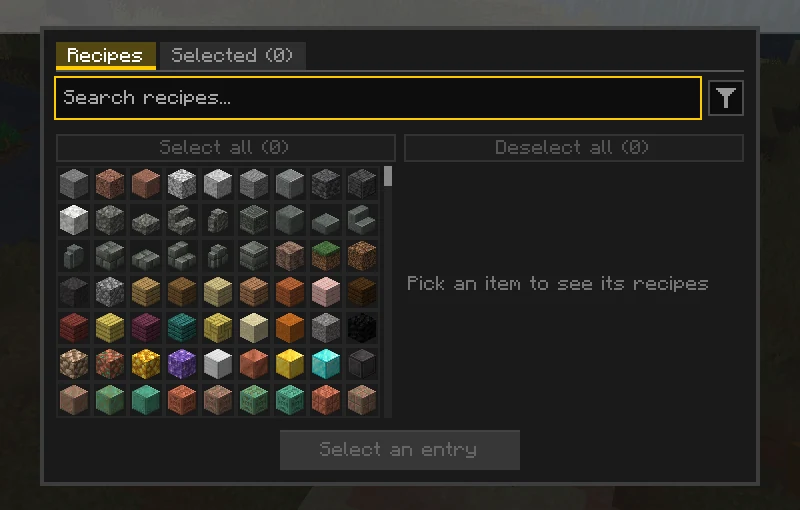 Recipes
Selected (0)
Search recipes...
Select all (0)
Deselect all (0)
Pick an item to see its recipes
Select an entry